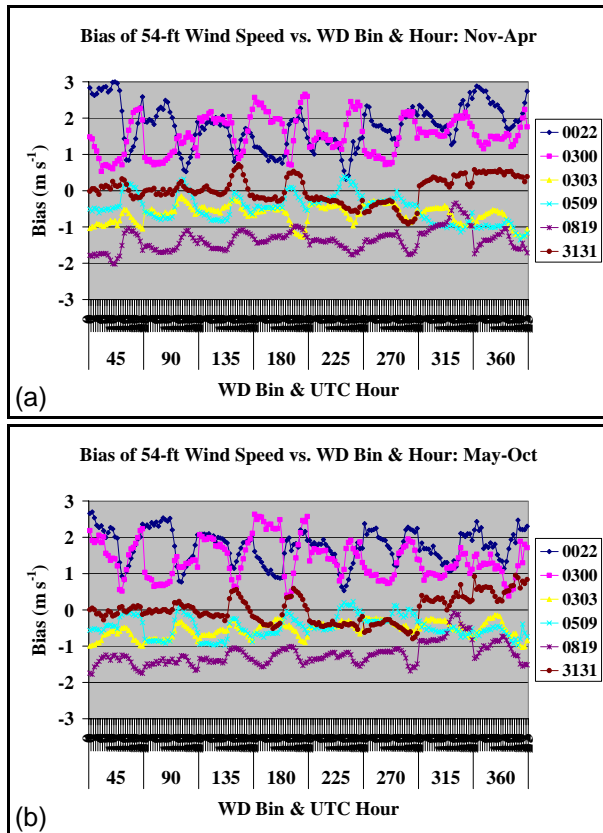 Bias of 54-ft Wind Speed vs. WD Bin & Hour: Nov-Apr
Bias (m s-1)
3
2
1
0
-1
-2
-3
0022
0300
0303
0509
0819
3131
45 90 135 180 225 270 315 360
WD Bin & UTC Hour
(a)
Bias of 54-ft Wind Speed vs. WD Bin & Hour: May-Oct
Bias (m s-1)
3
2
1
0
-1
-2
-3
0022
0300
0303
0509
0819
3131
45 90 135 180 225 270 315 360
WD Bin & UTC Hour
(b)